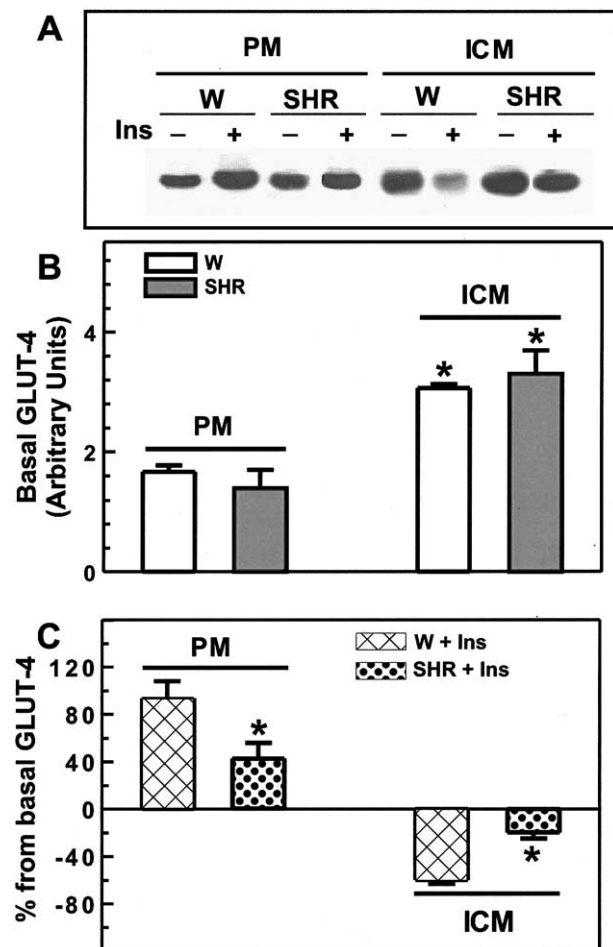 A
PM ICM
W SHR W SHR
Ins − + − + − + − +
B
W
SHR
ICM
* *
PM
Basal GLUT-4
(Arbitrary Units)
4
2
0
C
PM
W + Ins
SHR + Ins
*
% from basal GLUT-4
120
80
40
0
-40
-80
*
ICM